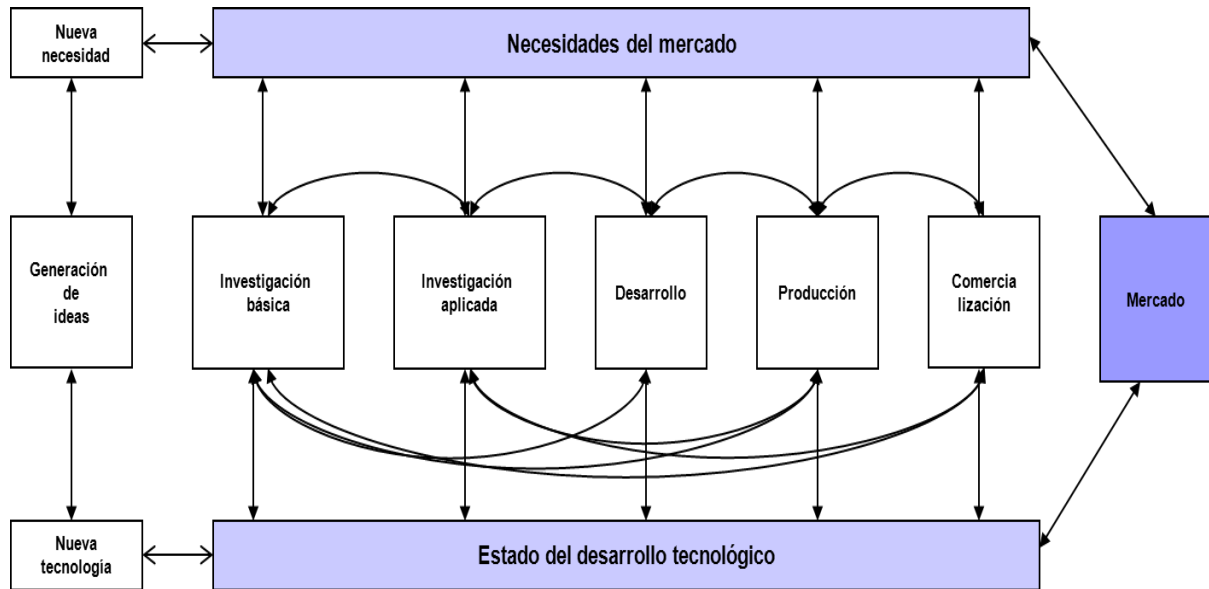 Nueva
necesidad
Necesidades del mercado
Generación
de
ideas
Investigación
básica
Investigación
aplicada
Desarrollo
Producción
Comercia
lización
Mercado
Nueva
tecnología
Estado del desarrollo tecnológico